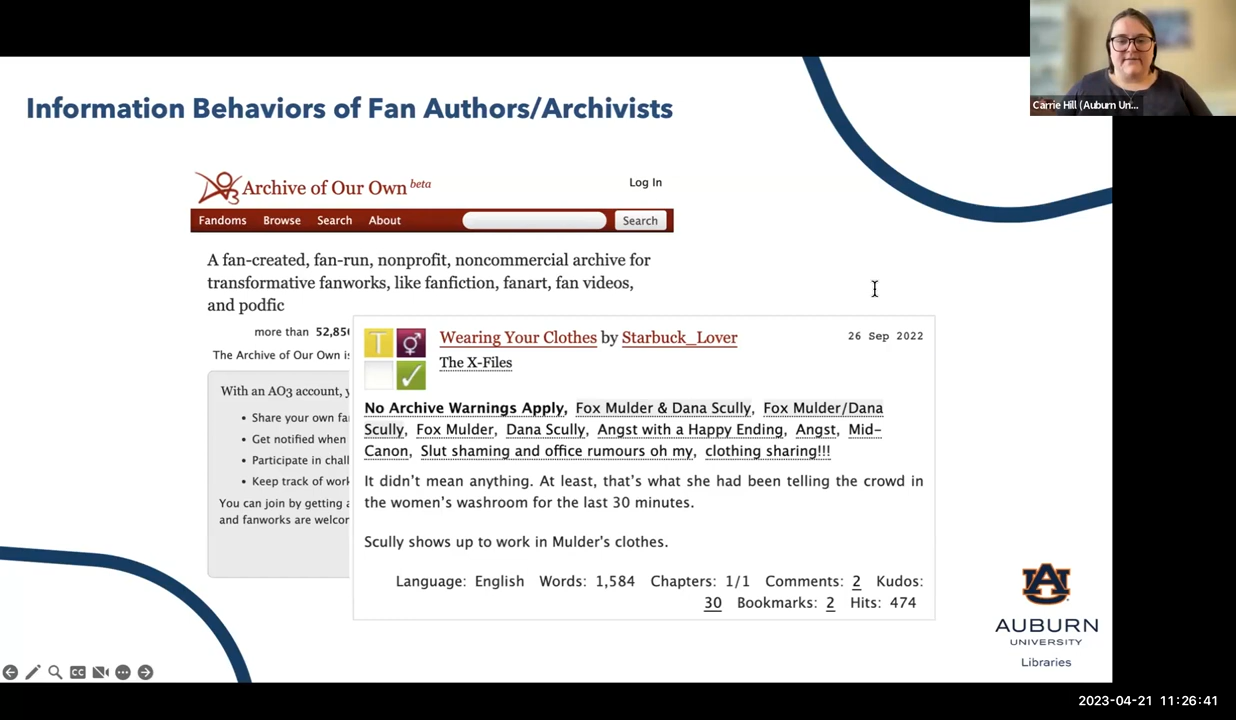 Carrie Hill (Auburn Un...
Information Behaviors of Fan Authors/Archivists
Archive of Our Own beta
Log In
Fandoms Browse Search About Search
A fan-created, fan-run, nonprofit, noncommercial archive for
transformative fanworks, like fanfiction, fanart, fan videos,
and podfic
more than 52,85
The Archive of Our Own is
With an AO3 account, y
• Share your own fa
• Get notified when
• Participate in chall
• Keep track of work
You can join by getting a
and fanworks are welcor
T
Wearing Your Clothes by Starbuck_Lover
26 Sep 2022
The X-Files
No Archive Warnings Apply, Fox Mulder & Dana Scully, Fox Mulder/Dana
Scully, Fox Mulder, Dana Scully, Angst with a Happy Ending, Angst, Mid-
Canon, Slut shaming and office rumours oh my, clothing sharing!!!
It didn't mean anything. At least, that's what she had been telling the crowd in
the women's washroom for the last 30 minutes.
Scully shows up to work in Mulder's clothes.
Language: English Words: 1,584 Chapters: 1/1 Comments: 2 Kudos:
30 Bookmarks: 2 Hits: 474
AU
AUBURN
UNIVERSITY
Libraries
CC
2023-04-21 11:26:41